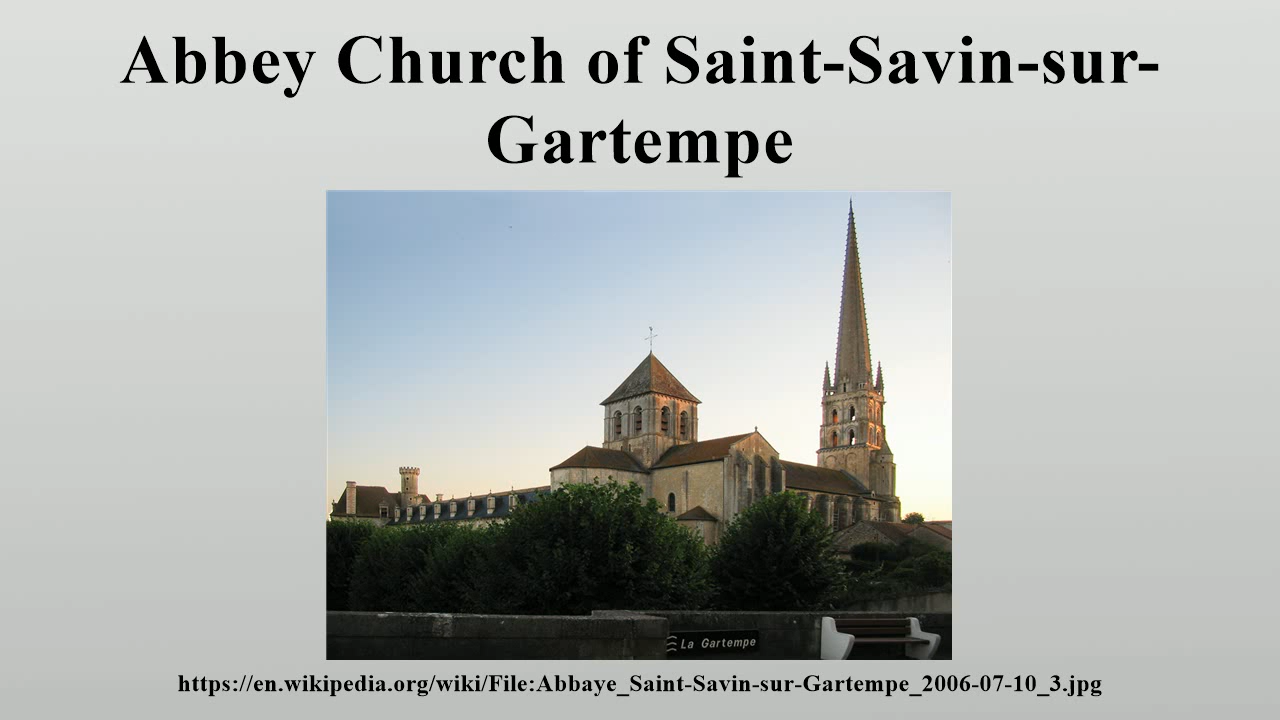 Abbey Church of Saint-Savin-sur-
Gartempe
La Gartempe
https://en.wikipedia.org/wiki/File:Abbaye_Saint-Savin-sur-Gartempe_2006-07-10_3.jpg